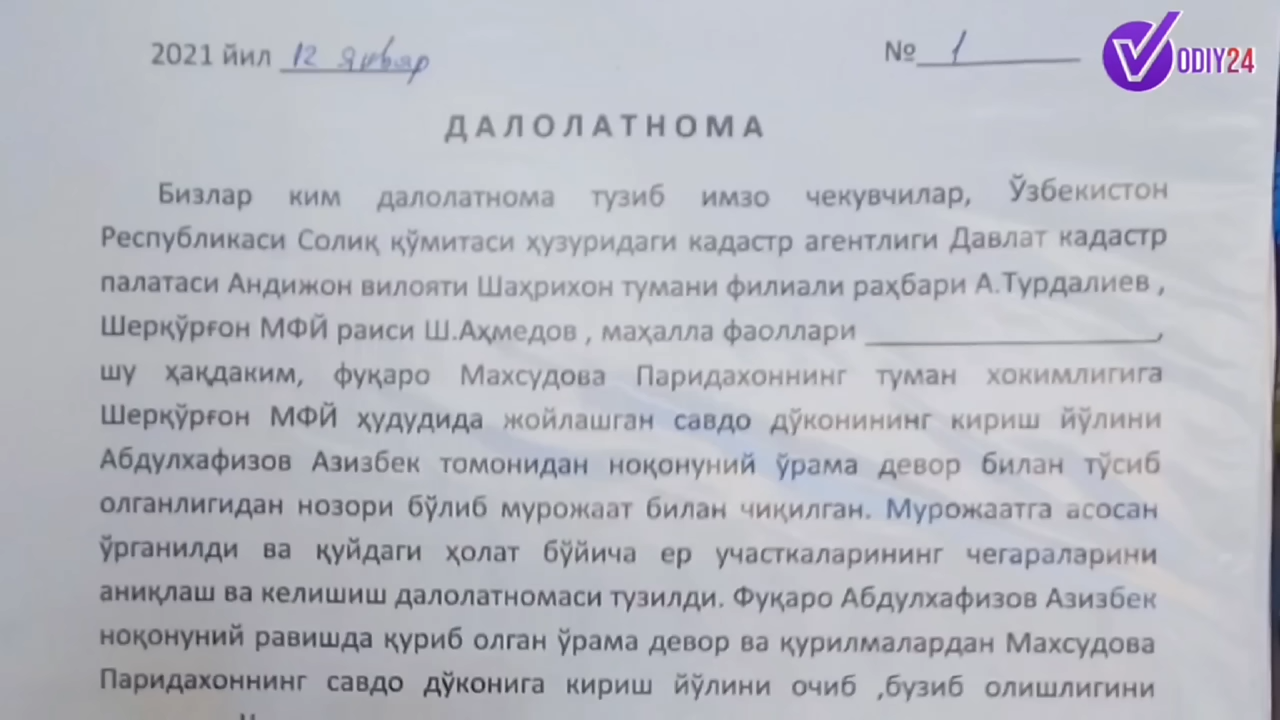 2021 йил 12 январ
№ 1
VODIY24
ДАЛОЛАТНОМА
Бизлар ким далолатнома тузиб имзо чекувчилар, Ўзбекистон
Республикаси Солиқ қўмитаси ҳузуридаги кадастр агентлиги Давлат кадастр
палатаси Андижон вилояти Шаҳрихон тумани филиали раҳбари А.Турдалиев ,
Шерқўрғон МФЙ раиси Ш.Аҳмедов , маҳалла фаоллари ____________________,
шу ҳақдаким, фуқаро Махсудова Паридахоннинг туман хокимлигига
Шерқўрғон МФЙ ҳудудида жойлашган савдо дўконининг кириш йўлини
Абдулхафизов Азизбек томонидан ноқонуний ўрама девор билан тўсиб
олганлигидан нозори бўлиб мурожаат билан чиқилган. Мурожаатга асосан
ўрганилди ва қуйдаги ҳолат бўйича ер участкаларининг чегараларини
аниқлаш ва келишиш далолатномаси тузилди. Фуқаро Абдулхафизов Азизбек
ноқонуний равишда қуриб олган ўрама девор ва қурилмалардан Махсудова
Паридахоннинг савдо дўконига кириш йўлини очиб ,бузиб олишлигини